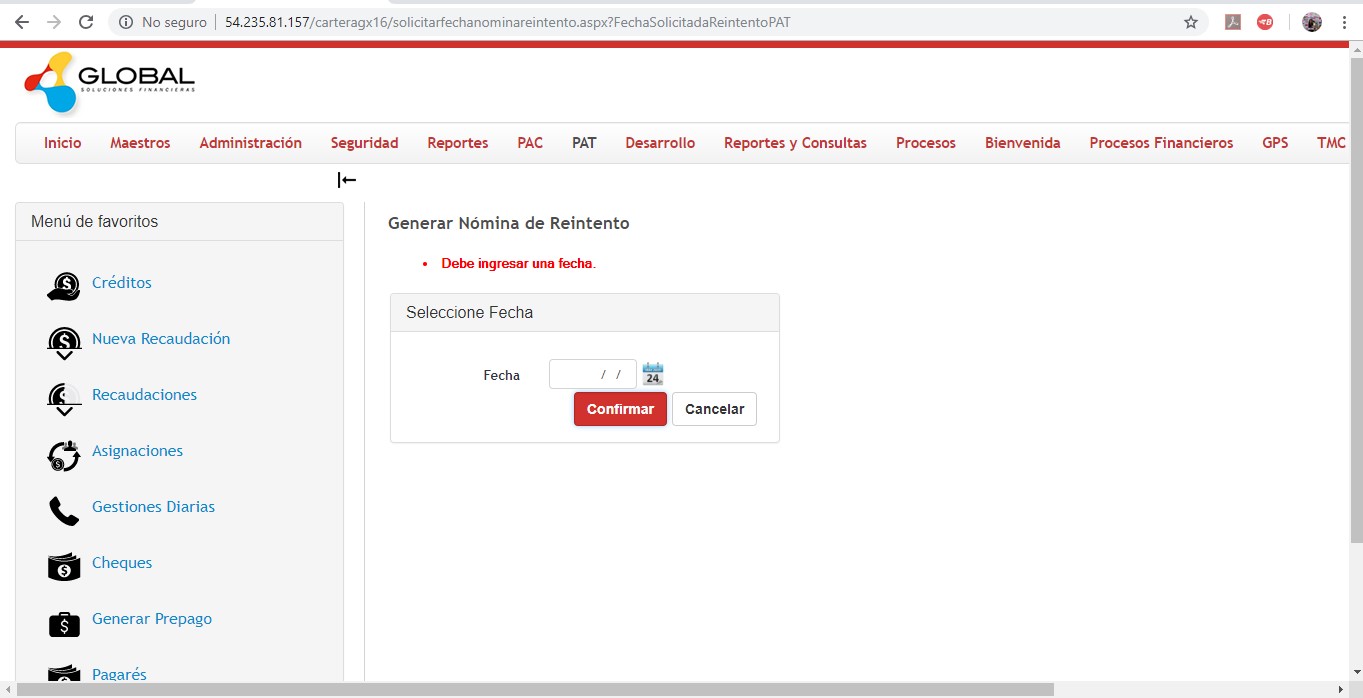 No seguro | 54.235.81.157/carteragx16/solicitarfechanominareintento.aspx?FechaSolicitadaReintentoPAT
GLOBAL
SOLUCIONES FINANCIERAS
Inicio Maestros Administración Seguridad Reportes PAC PAT Desarrollo Reportes y Consultas Procesos Bienvenida Procesos Financieros GPS TMC
Menú de favoritos
Créditos
Nueva Recaudación
Recaudaciones
Asignaciones
Gestiones Diarias
Cheques
Generar Prepago
Pagarés
Generar Nómina de Reintento
• Debe ingresar una fecha.
Seleccione Fecha
Fecha / / 24
Confirmar Cancelar